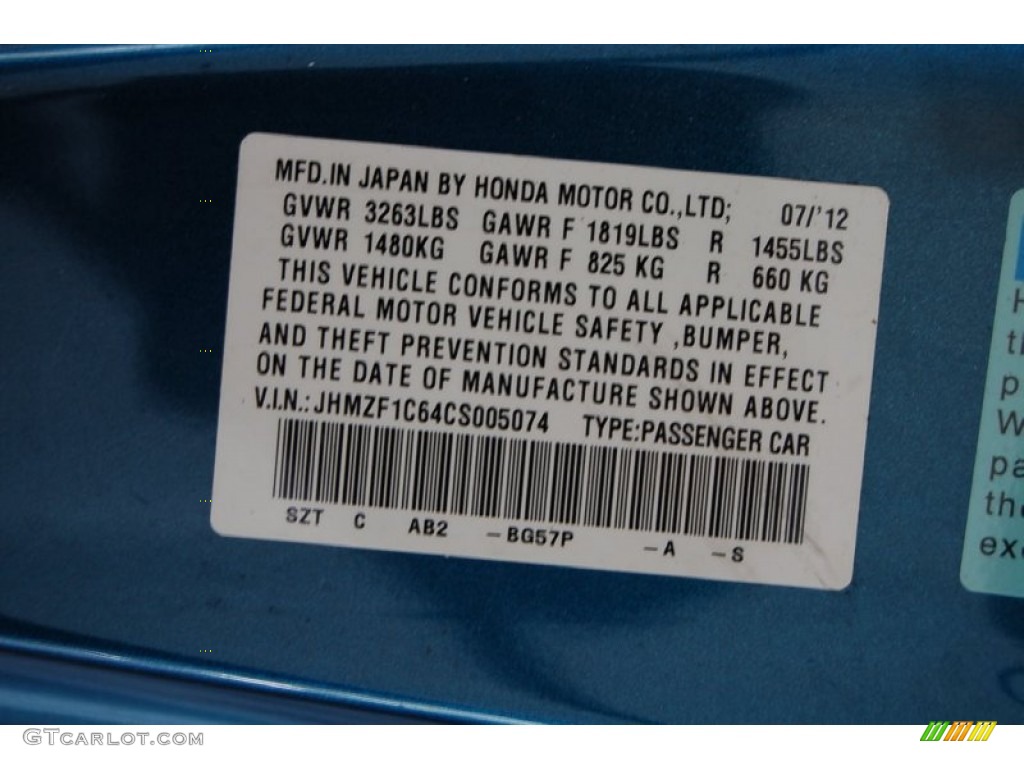 MFD.IN JAPAN BY HONDA MOTOR CO.,LTD; 07/'12
GVWR 3263LBS GAWR F 1819LBS R 1455LBS
GVWR 1480KG GAWR F 825 KG R 660 KG
THIS VEHICLE CONFORMS TO ALL APPLICABLE
FEDERAL MOTOR VEHICLE SAFETY ,BUMPER,
AND THEFT PREVENTION STANDARDS IN EFFECT
ON THE DATE OF MANUFACTURE SHOWN ABOVE.
V.I.N.: JHMZF1C64CS005074 TYPE:PASSENGER CAR
SZT C AB2 -BG57P -A -S
GTCARLOT.COM